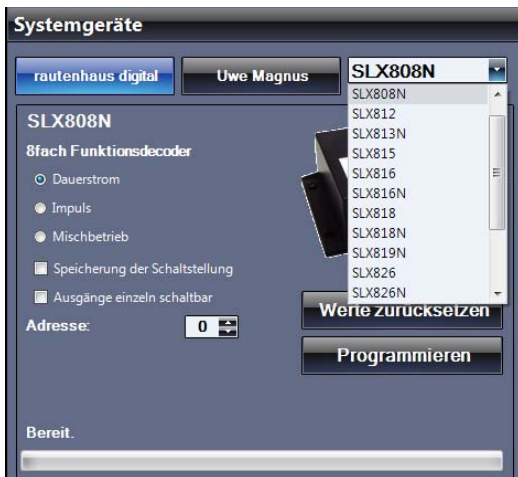 Systemgeräte
rautenhaus digital
Uwe Magnus
SLX808N
SLX808N
SLX812
SLX813N
SLX815
SLX816
SLX816N
SLX818
SLX818N
SLX819N
SLX826
SLX826N
SLX808N
8fach Funktionsdecoder
Dauerstrom
Impuls
Mischbetrieb
Speicherung der Schaltstellung
Ausgänge einzeln schaltbar
Adresse: 0
Werte zurücksetzen
Programmieren
Bereit.